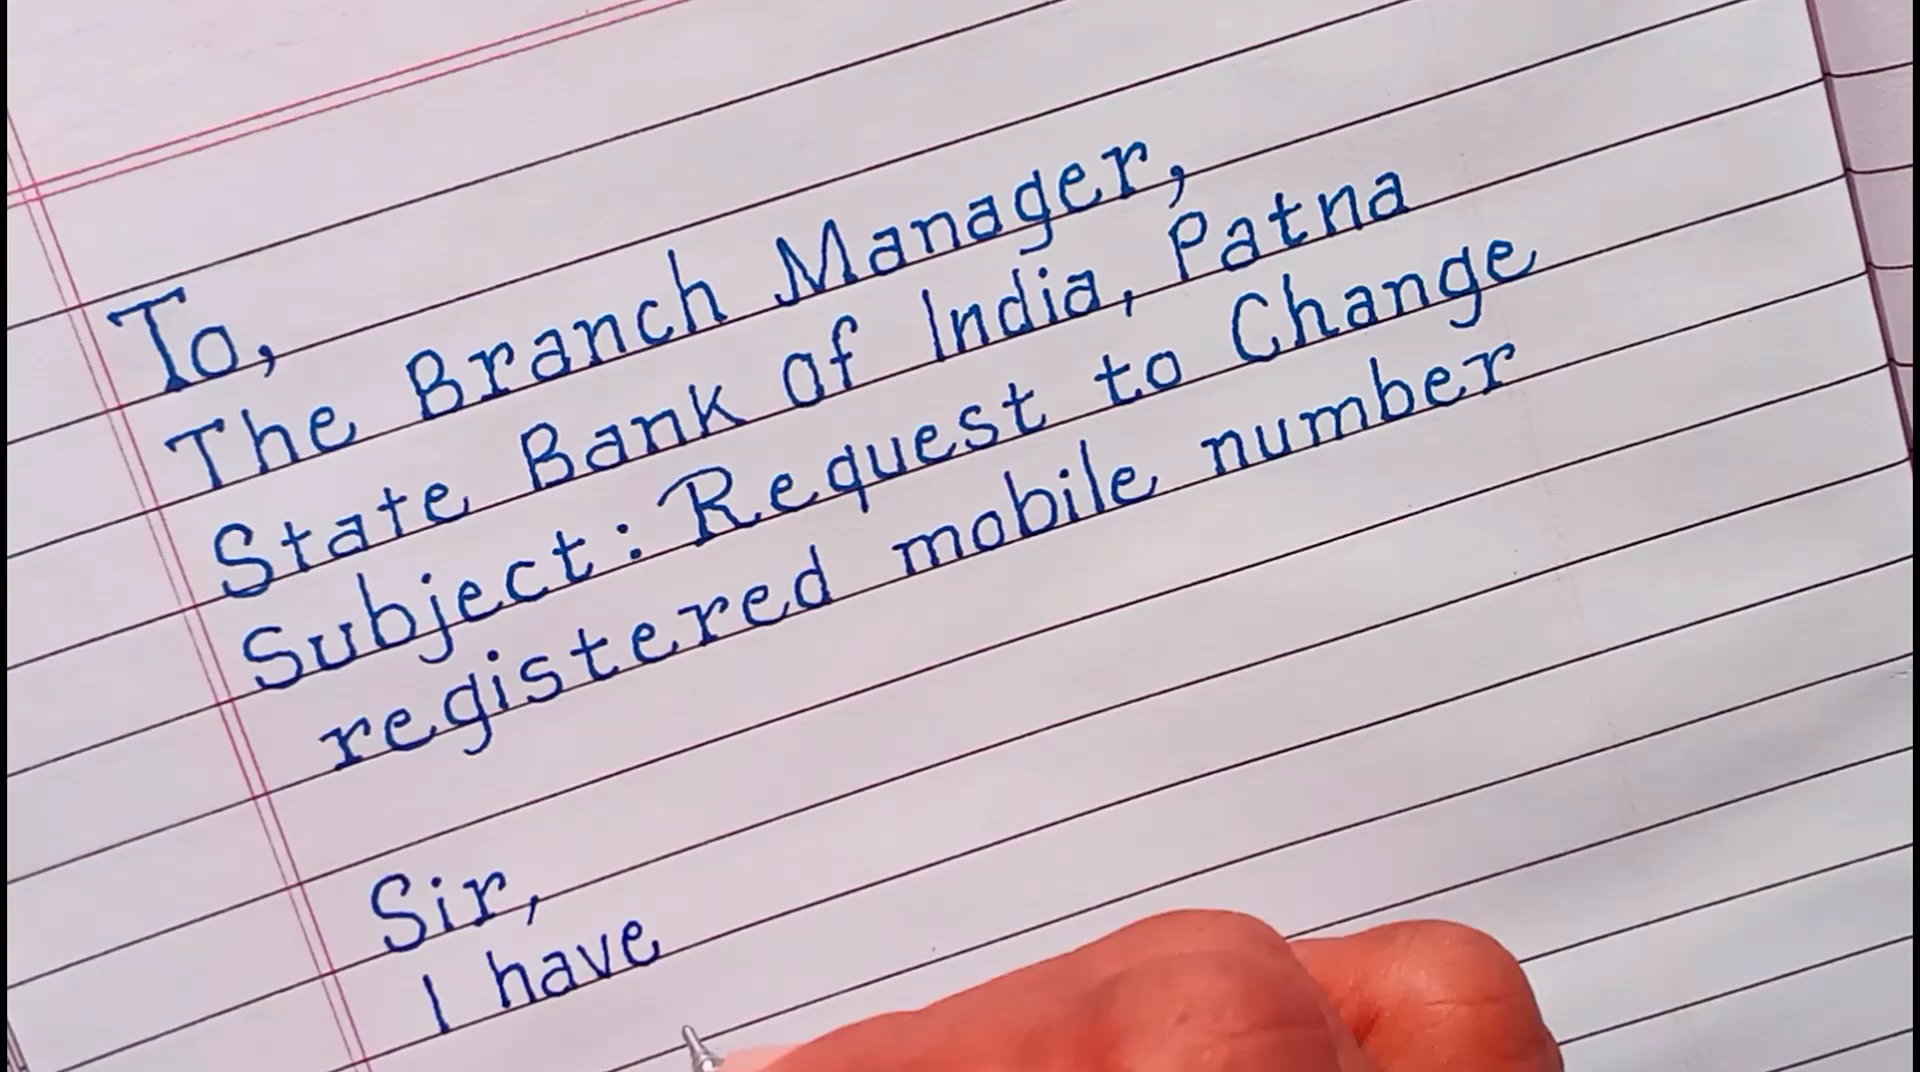 To,
The Branch Manager,
State Bank of India, Patna
Subject: Request to Change
registered mobile number
Sir,
I have